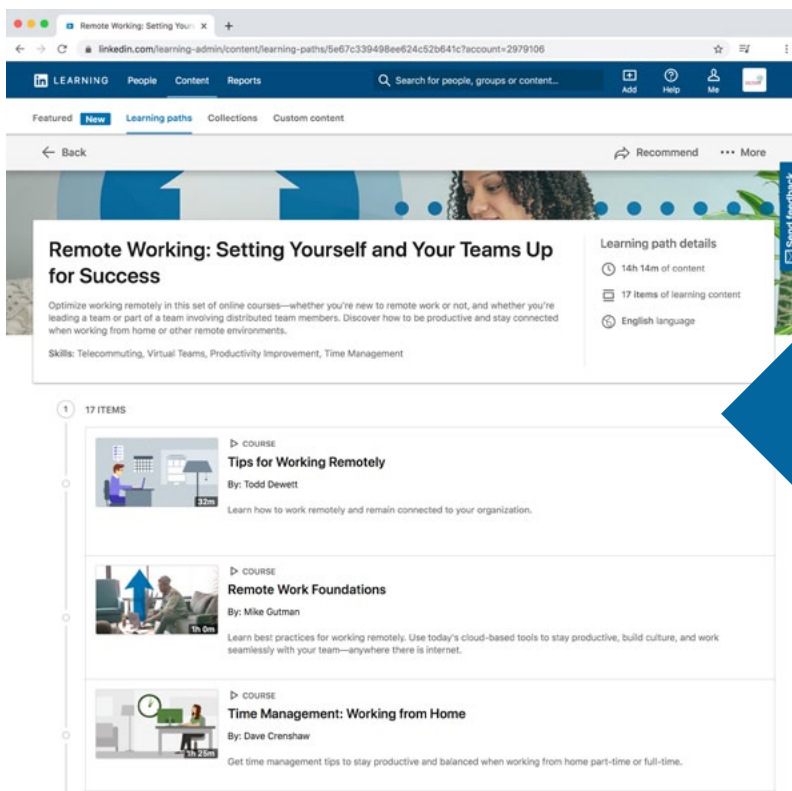 Remote Working: Setting Your X +
linkedin.com/learning-admin/content/learning-paths/5e67c339498ee624c52b641c?account=2979106
in LEARNING People Content Reports Search for people, groups or content... Add Help Me
Featured New Learning paths Collections Custom content
Back Recommend More
Send feedback
Remote Working: Setting Yourself and Your Teams Up
for Success
Optimize working remotely in this set of online courses—whether you're new to remote work or not, and whether you're
leading a team or part of a team involving distributed team members. Discover how to be productive and stay connected
when working from home or other remote environments.
Skills: Telecommuting, Virtual Teams, Productivity Improvement, Time Management
Learning path details
14h 14m of content
17 items of learning content
English language
1 17 ITEMS
COURSE
Tips for Working Remotely
By: Todd Dewett
32m
Learn how to work remotely and remain connected to your organization.
COURSE
Remote Work Foundations
By: Mike Gutman
1h 0m
Learn best practices for working remotely. Use today's cloud-based tools to stay productive, build culture, and work
seamlessly with your team—anywhere there is internet.
COURSE
Time Management: Working from Home
By: Dave Crenshaw
1h 25m
Get time management tips to stay productive and balanced when working from home part-time or full-time.